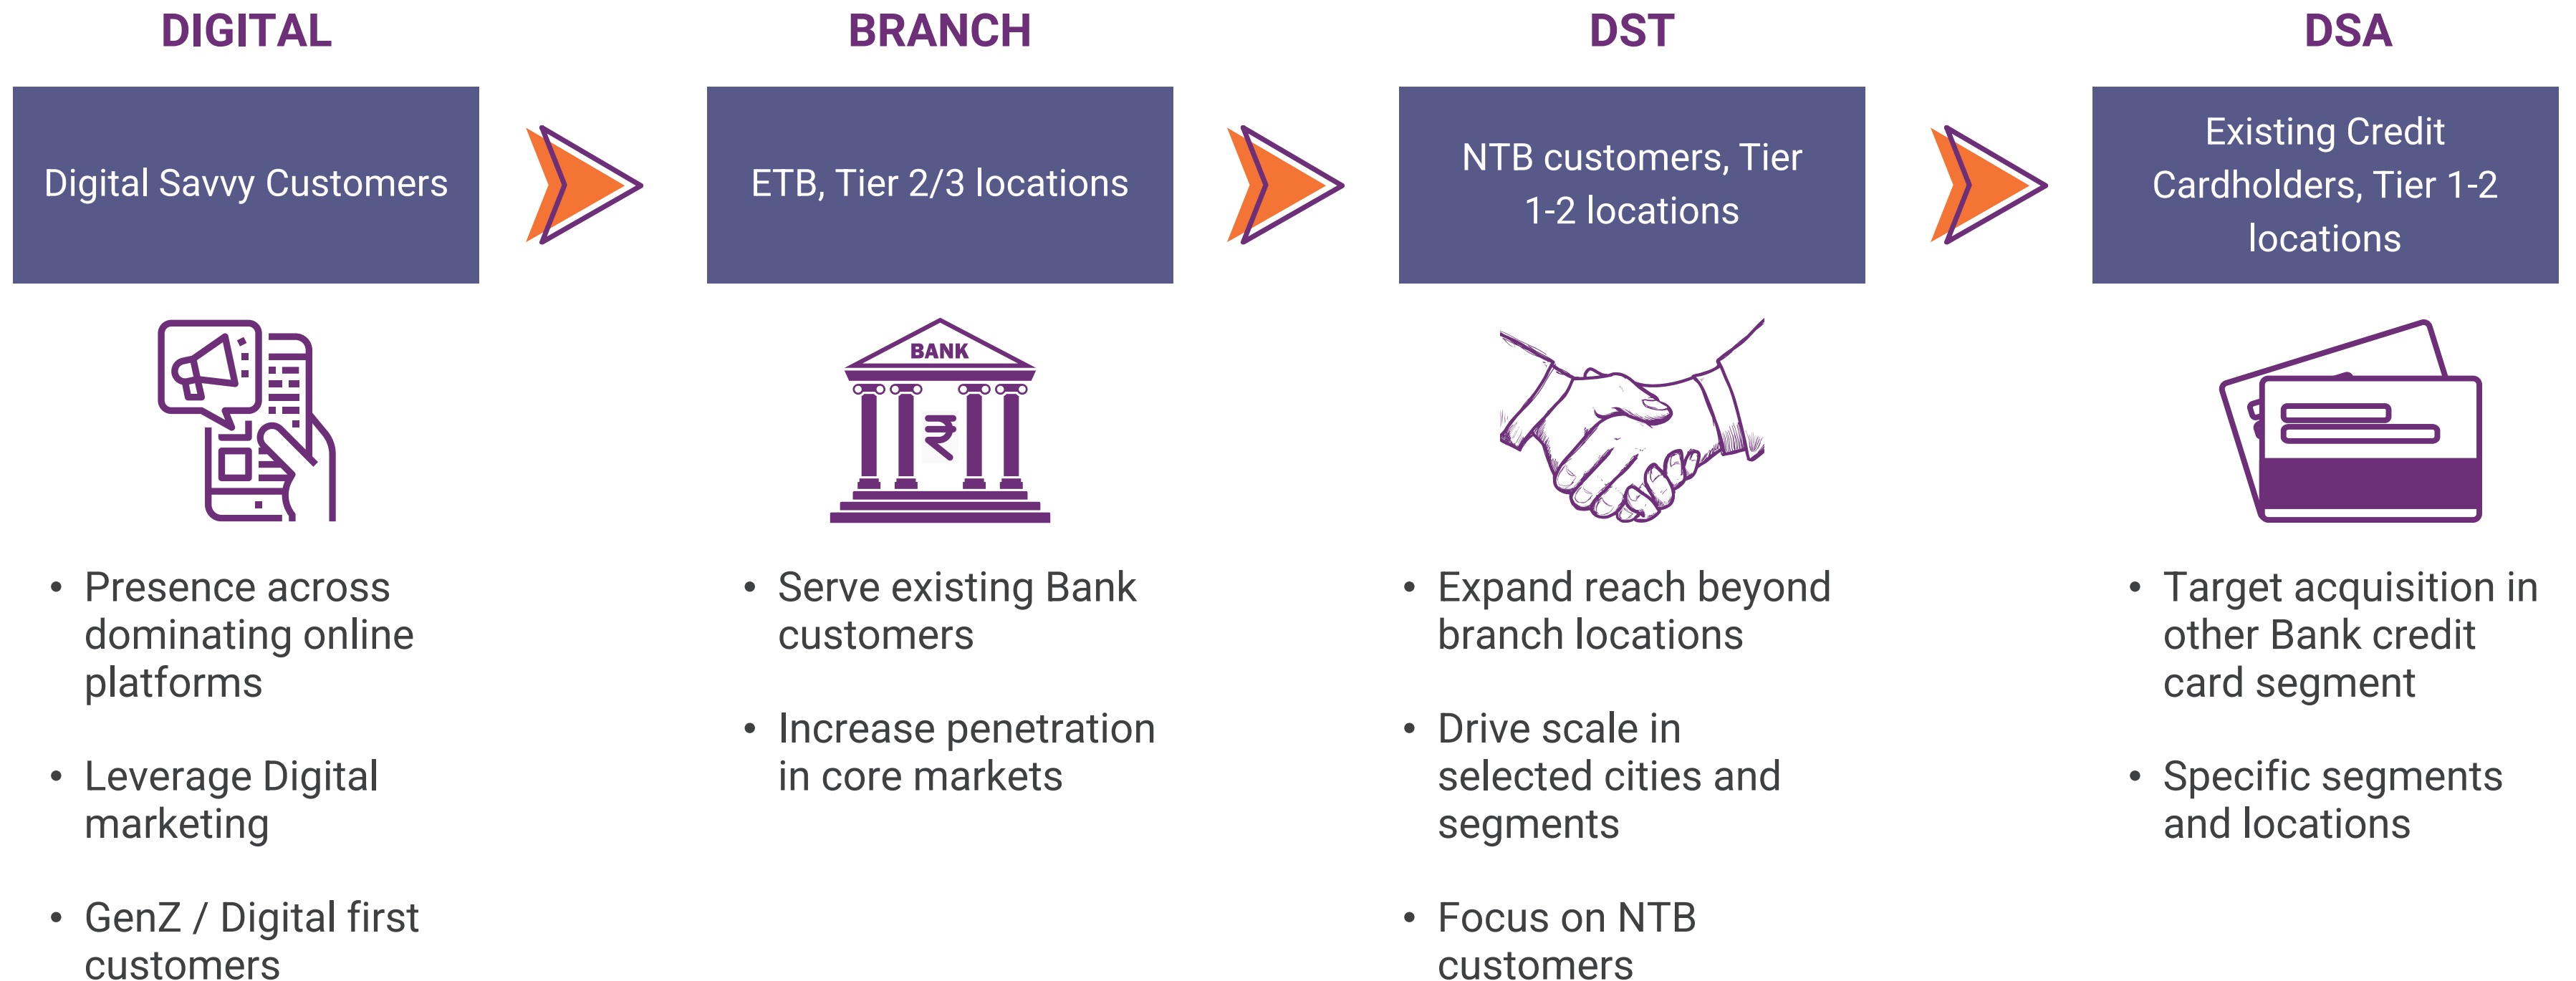 DIGITAL
Digital Savvy Customers
• Presence across
dominating online
platforms
• Leverage Digital
marketing
• GenZ / Digital first
customers
BRANCH
ETB, Tier 2/3 locations
BANK
₹
• Serve existing Bank
customers
• Increase penetration
in core markets
DST
NTB customers, Tier
1-2 locations
• Expand reach beyond
branch locations
• Drive scale in
selected cities and
segments
• Focus on NTB
customers
DSA
Existing Credit
Cardholders, Tier 1-2
locations
• Target acquisition in
other Bank credit
card segment
• Specific segments
and locations